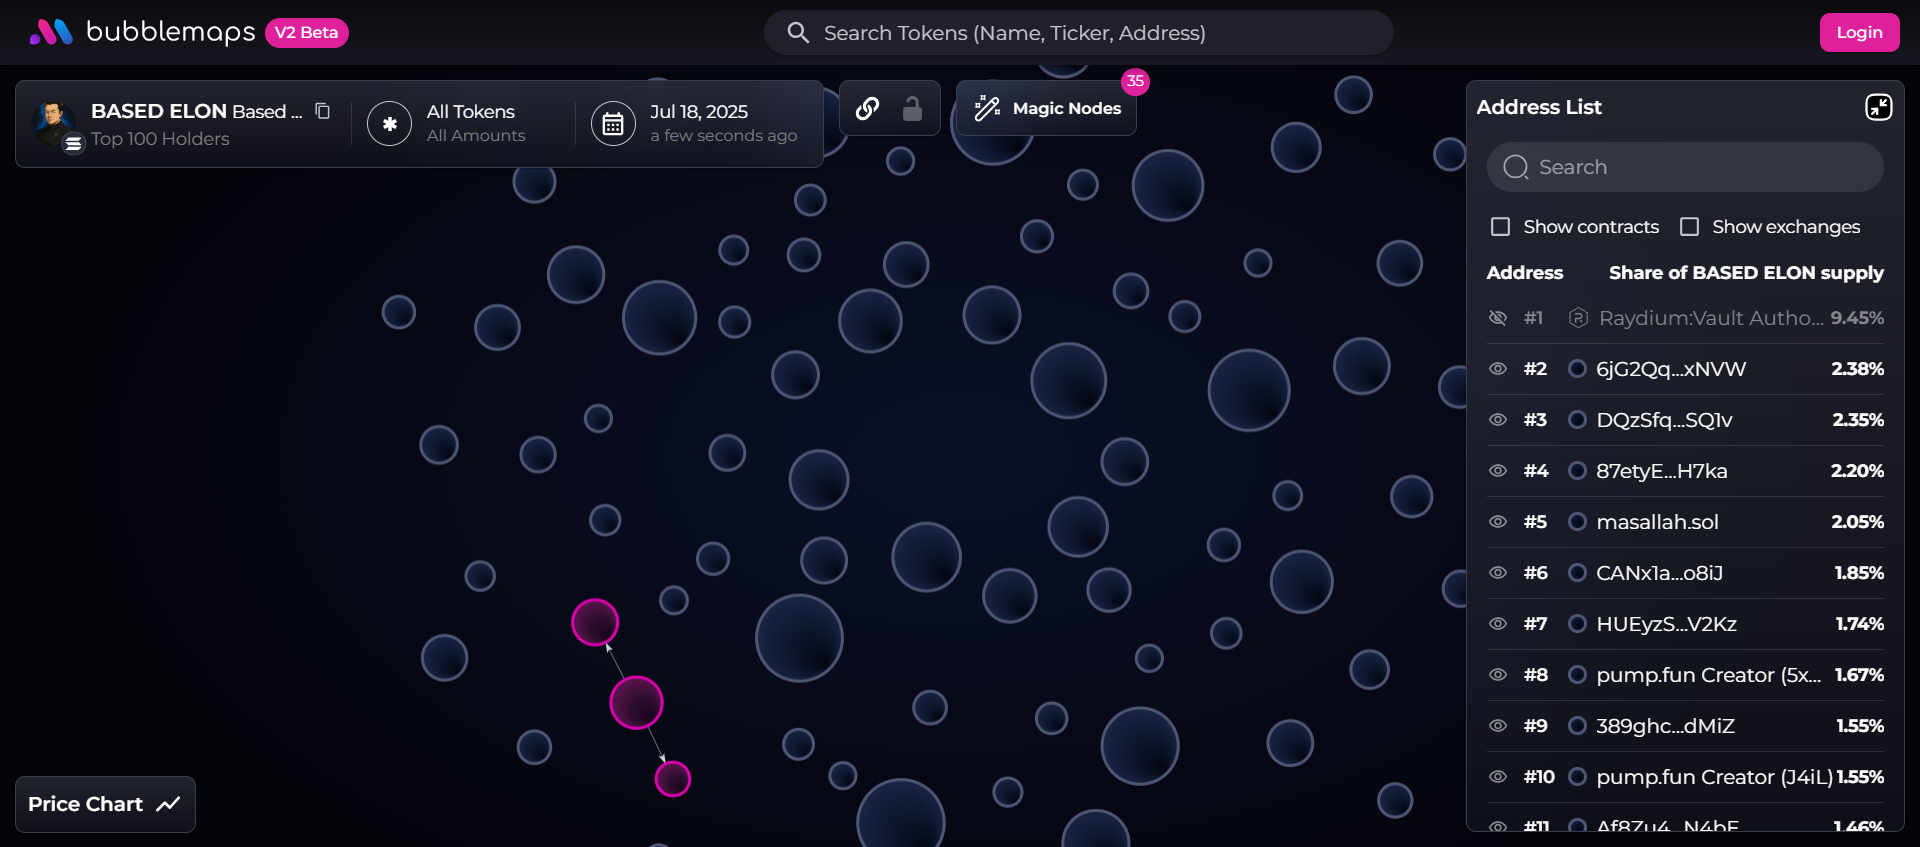 bubblemaps V2 Beta
Search Tokens (Name, Ticker, Address)
Login
BASED ELON Based ...
Top 100 Holders
All Tokens
All Amounts
Jul 18, 2025
a few seconds ago
Magic Nodes
35
Address List
Search
Show contracts
Show exchanges
Address Share of BASED ELON supply
#1 Raydium:Vault Autho... 9.45%
#2 6jG2Qq...xNVW 2.38%
#3 DQzSfq...SQ1v 2.35%
#4 87etyE...H7ka 2.20%
#5 masallah.sol 2.05%
#6 CANx1a...o8iJ 1.85%
#7 HUEyzS...V2Kz 1.74%
#8 pump.fun Creator (5x... 1.67%
#9 389ghc...dMiZ 1.55%
#10 pump.fun Creator (J4iL) 1.55%
#11 Af8Zu4...N4bE 1.46%
Price Chart